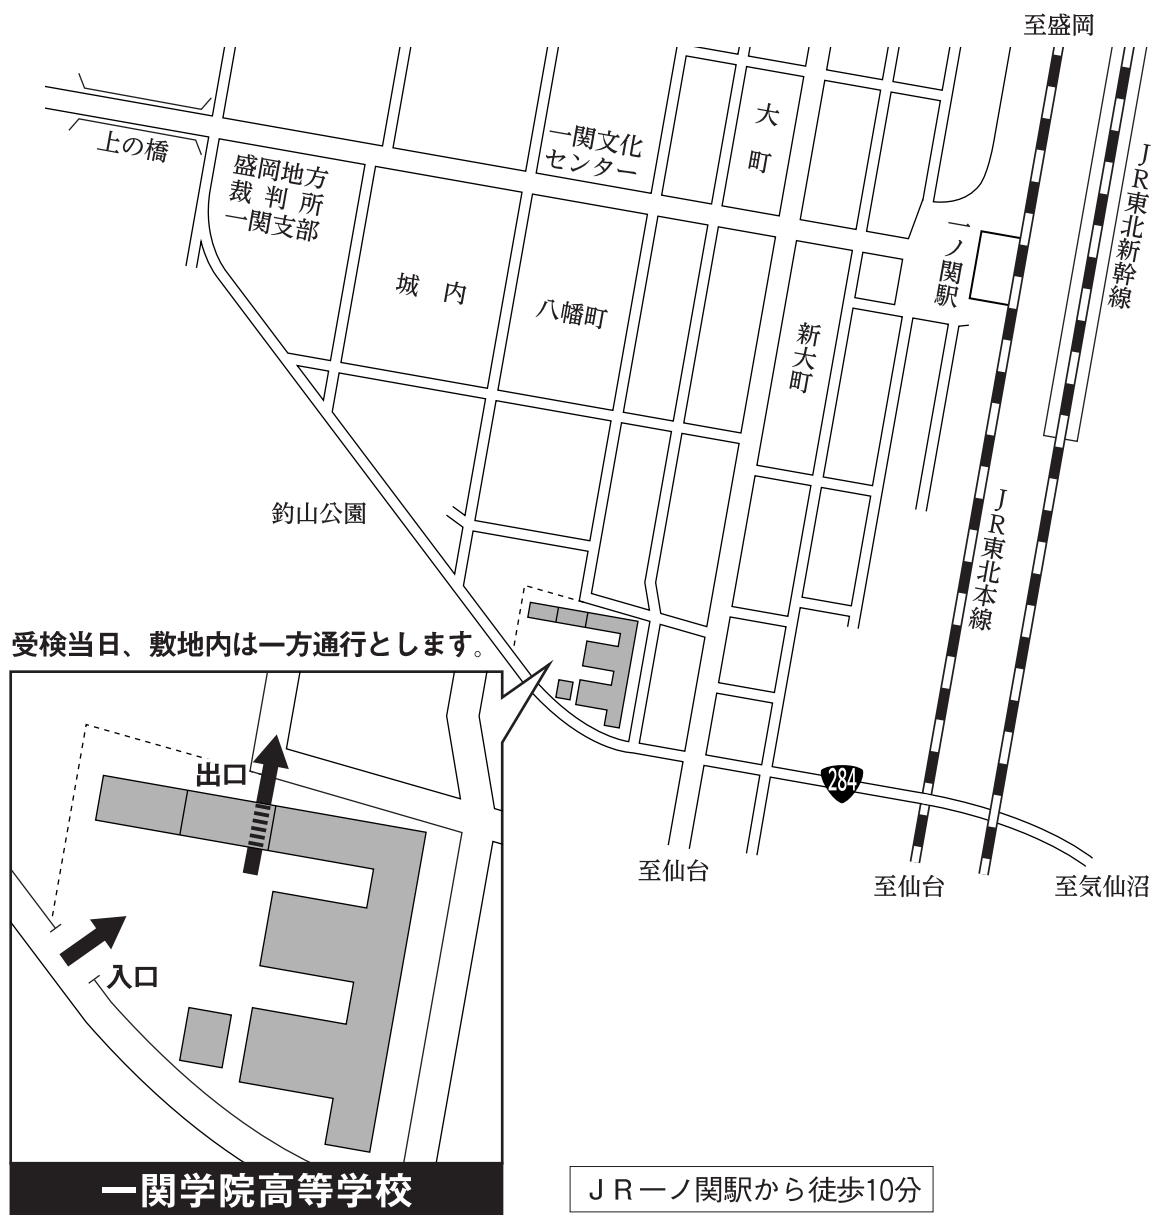 至盛岡
上の橋
盛岡地方
裁判所
一関支部
一関文化
センター
大町
JR東北新幹線
一ノ関駅
城内
八幡町
新大町
釣山公園
JR東北本線
受検当日、敷地内は一方通行とします。
出口
入口
284
至仙台
至仙台
至気仙沼
一関学院高等学校
JR一ノ関駅から徒歩10分